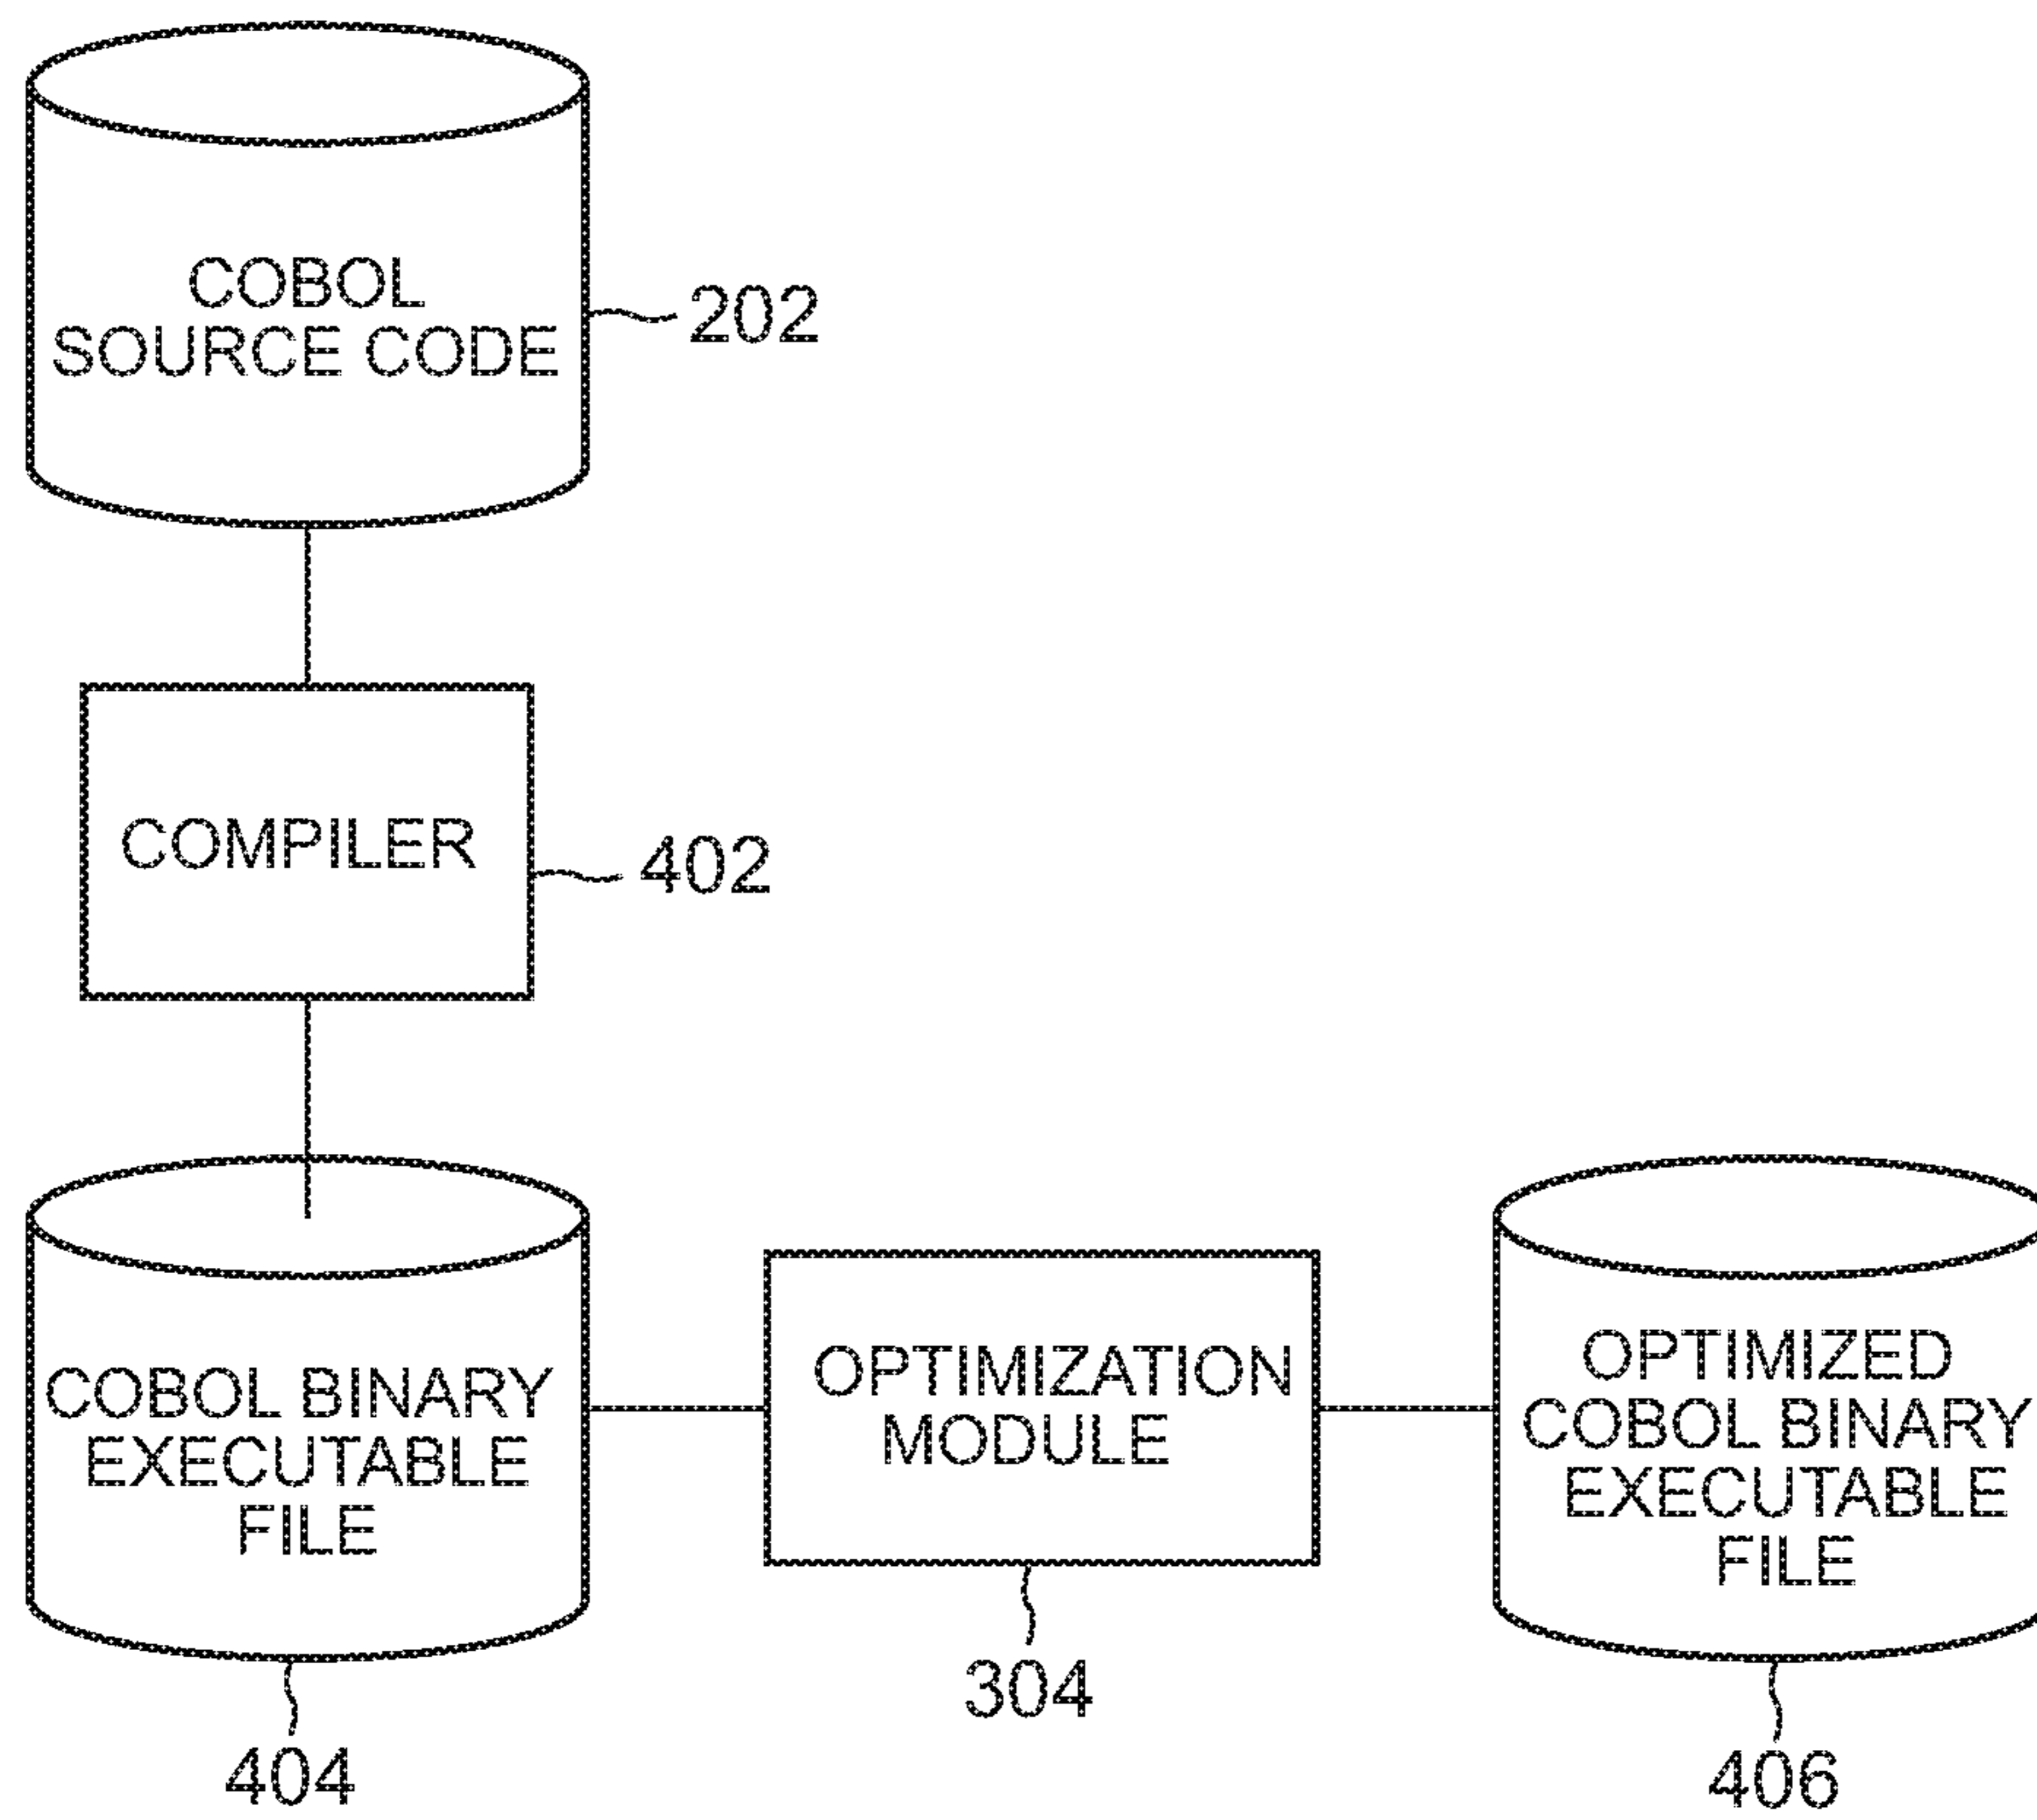 COBOL
SOURCE CODE
202
COMPILER
402
COBOL BINARY
EXECUTABLE
FILE
404
OPTIMIZATION
MODULE
304
OPTIMIZED
COBOL BINARY
EXECUTABLE
FILE
406